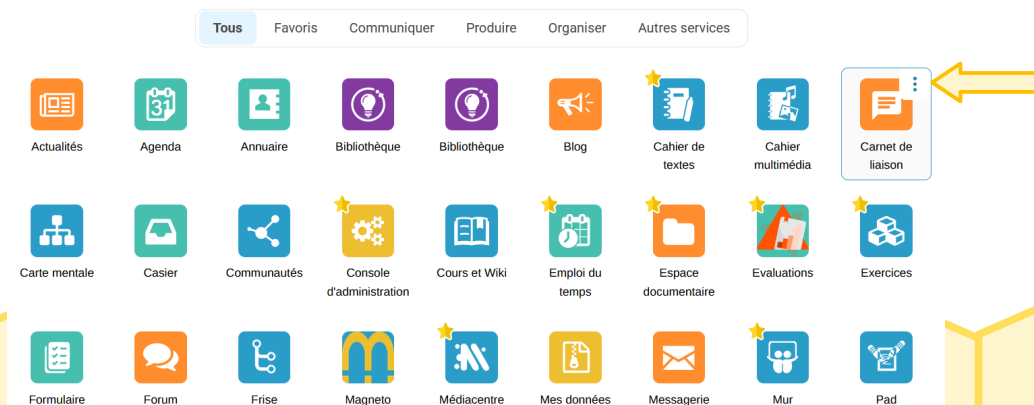 Tous Favoris Communiquer Produire Organiser Autres services
31
Actualités Agenda Annuaire Bibliothèque Bibliothèque Blog Cahier de textes Cahier multimédia Carnet de liaison
Carte mentale Casier Communautés Console d'administration Cours et Wiki Emploi du temps Espace documentaire Evaluations Exercices
Formulaire Forum Frise Magneto Médiacentre Mes données Messagerie Mur Pad